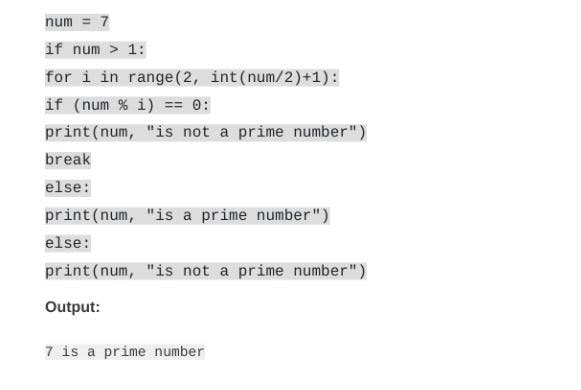 num = 7
if num > 1:
for i in range(2, int(num/2)+1):
if (num % i) == 0:
print(num, "is not a prime number")
break
else:
print(num, "is a prime number")
else:
print(num, "is not a prime number")
Output:
7 is a prime number